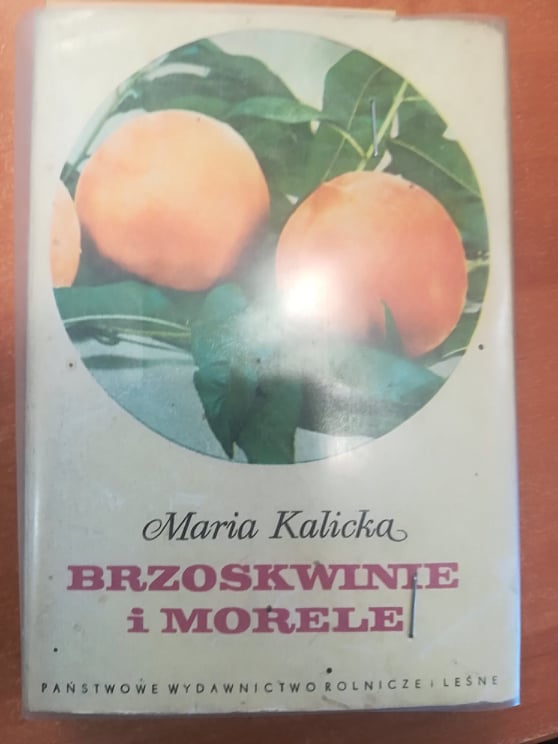 Maria Kalicka
BRZOSKWINIE
i MORELE
PAŃSTWOWE WYDAWNICTWO ROLNICZE i LEŚNE